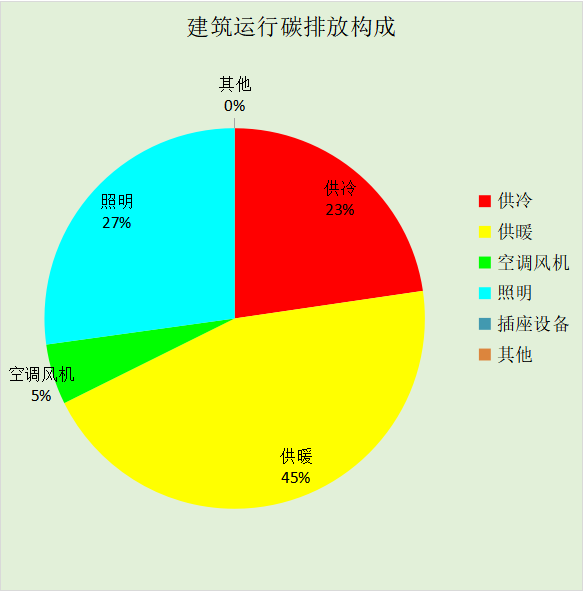 建筑运行碳排放构成
其他
0%
供冷
23%
照明
27%
空调风机
5%
供暖
45%
供冷
供暖
空调风机
照明
插座设备
其他